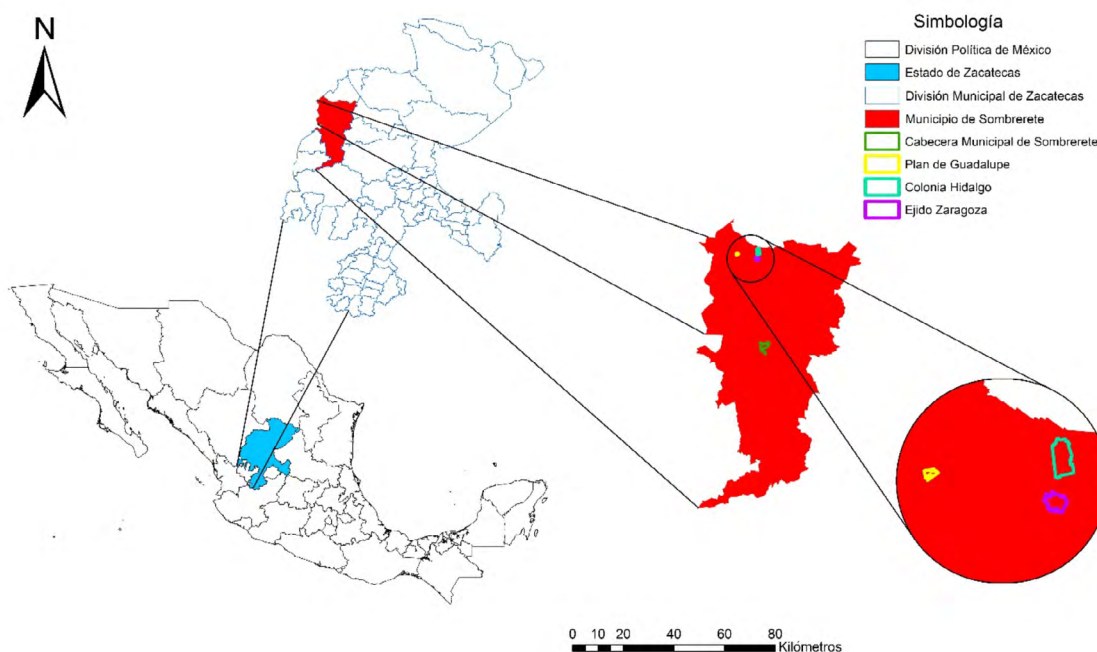 N
Simbología
División Política de México
Estado de Zacatecas
División Municipal de Zacatecas
Municipio de Sombrerete
Cabecera Municipal de Sombrerete
Plan de Guadalupe
Colonia Hidalgo
Ejido Zaragoza
0 10 20 40 60 80
Kilómetros